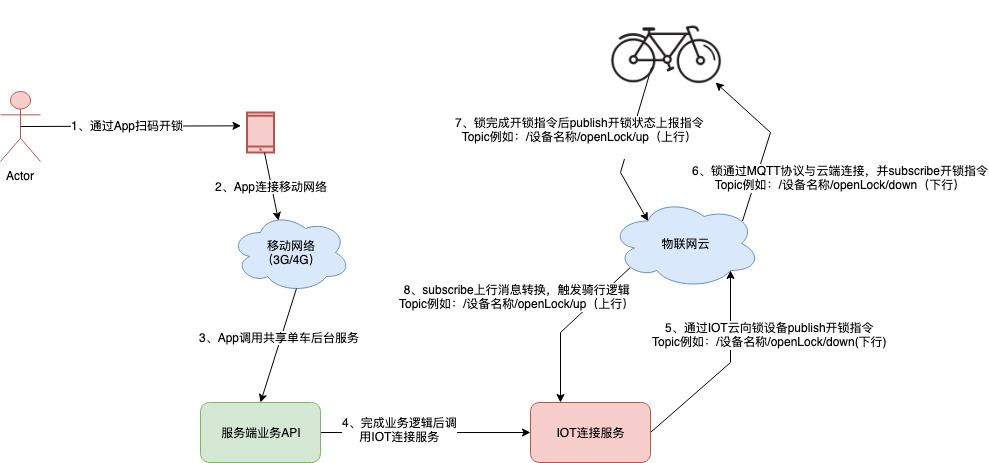 1、通过App扫码开锁
Actor
2、App连接移动网络
移动网络
(3G/4G)
3、App调用共享单车后台服务
服务端业务API
4、完成业务逻辑后调
用IOT连接服务
IOT连接服务
5、通过IOT云向锁设备publish开锁指令
Topic例如：/设备名称/openLock/down(下行)
物联网云
6、锁通过MQTT协议与云端连接，并subscribe开锁指令
Topic例如：/设备名称/openLock/down（下行）
7、锁完成开锁指令后publish开锁状态上报指令
Topic例如：/设备名称/openLock/up（上行）
8、subscribe上行消息转换，触发骑行逻辑
Topic例如：/设备名称/openLock/up（上行）